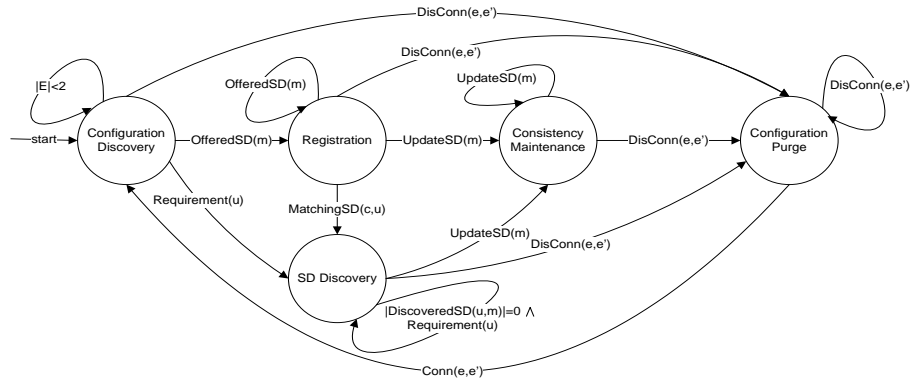 DisConn(e,e')
DisConn(e,e')
|E|<2
OfferedSD(m)
UpdateSD(m)
DisConn(e,e')
start
Configuration
Discovery
OfferedSD(m)
Registration
UpdateSD(m)
Consistency
Maintenance
DisConn(e,e')
Configuration
Purge
Requirement(u)
MatchingSD(c,u)
UpdateSD(m)
DisConn(e,e')
SD Discovery
|DiscoveredSD(u,m)|=0 ∧
Requirement(u)
Conn(e,e')